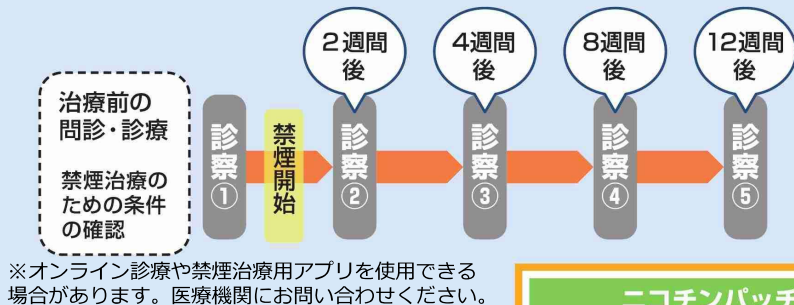 2週間
後
4週間
後
8週間
後
12週間
後
治療前の
問診・診療
禁煙治療の
ための条件
の確認
診察①
禁煙開始
診察②
診察③
診察④
診察⑤
※オンライン診療や禁煙治療用アプリを使用できる
場合があります。医療機関にお問い合わせください。
ニコチンパッチ